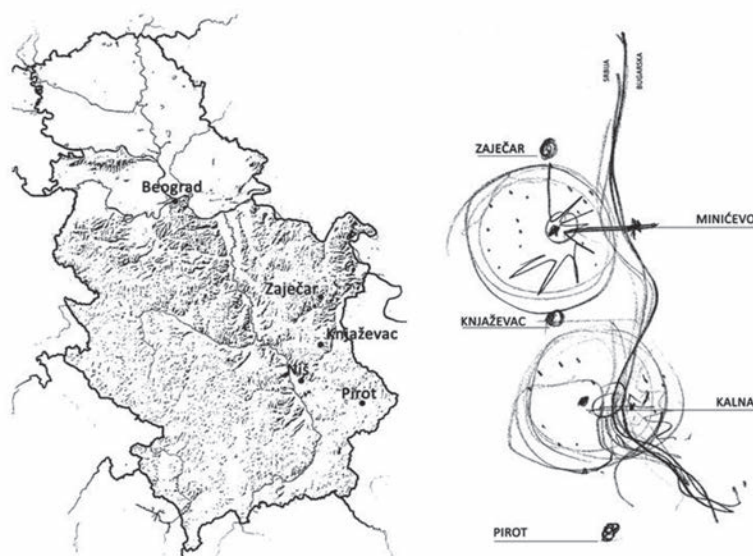 Beograd
Zaječar
Knjaževac
Niš
Pirot
SRBIJA
BUGARSKA
ZAJEČAR
MINIĆEVO
KNJAŽEVAC
KALNA
PIROT